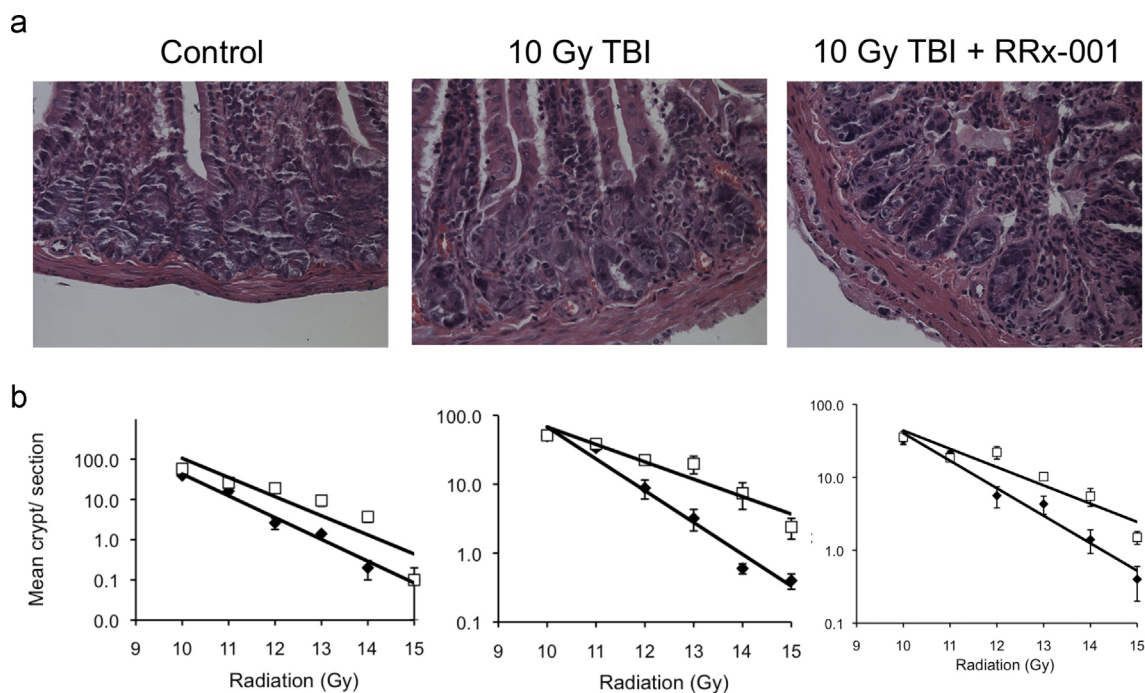 a
Control
10 Gy TBI
10 Gy TBI + RRx-001
b
Mean crypt/ section
100.0
10.0
1.0
0.1
0.0
9 10 11 12 13 14 15
Radiation (Gy)
100.0
10.0
1.0
0.1
9 10 11 12 13 14 15
Radiation (Gy)
100.0
10.0
1.0
0.1
9 10 11 12 13 14 15
Radiation (Gy)